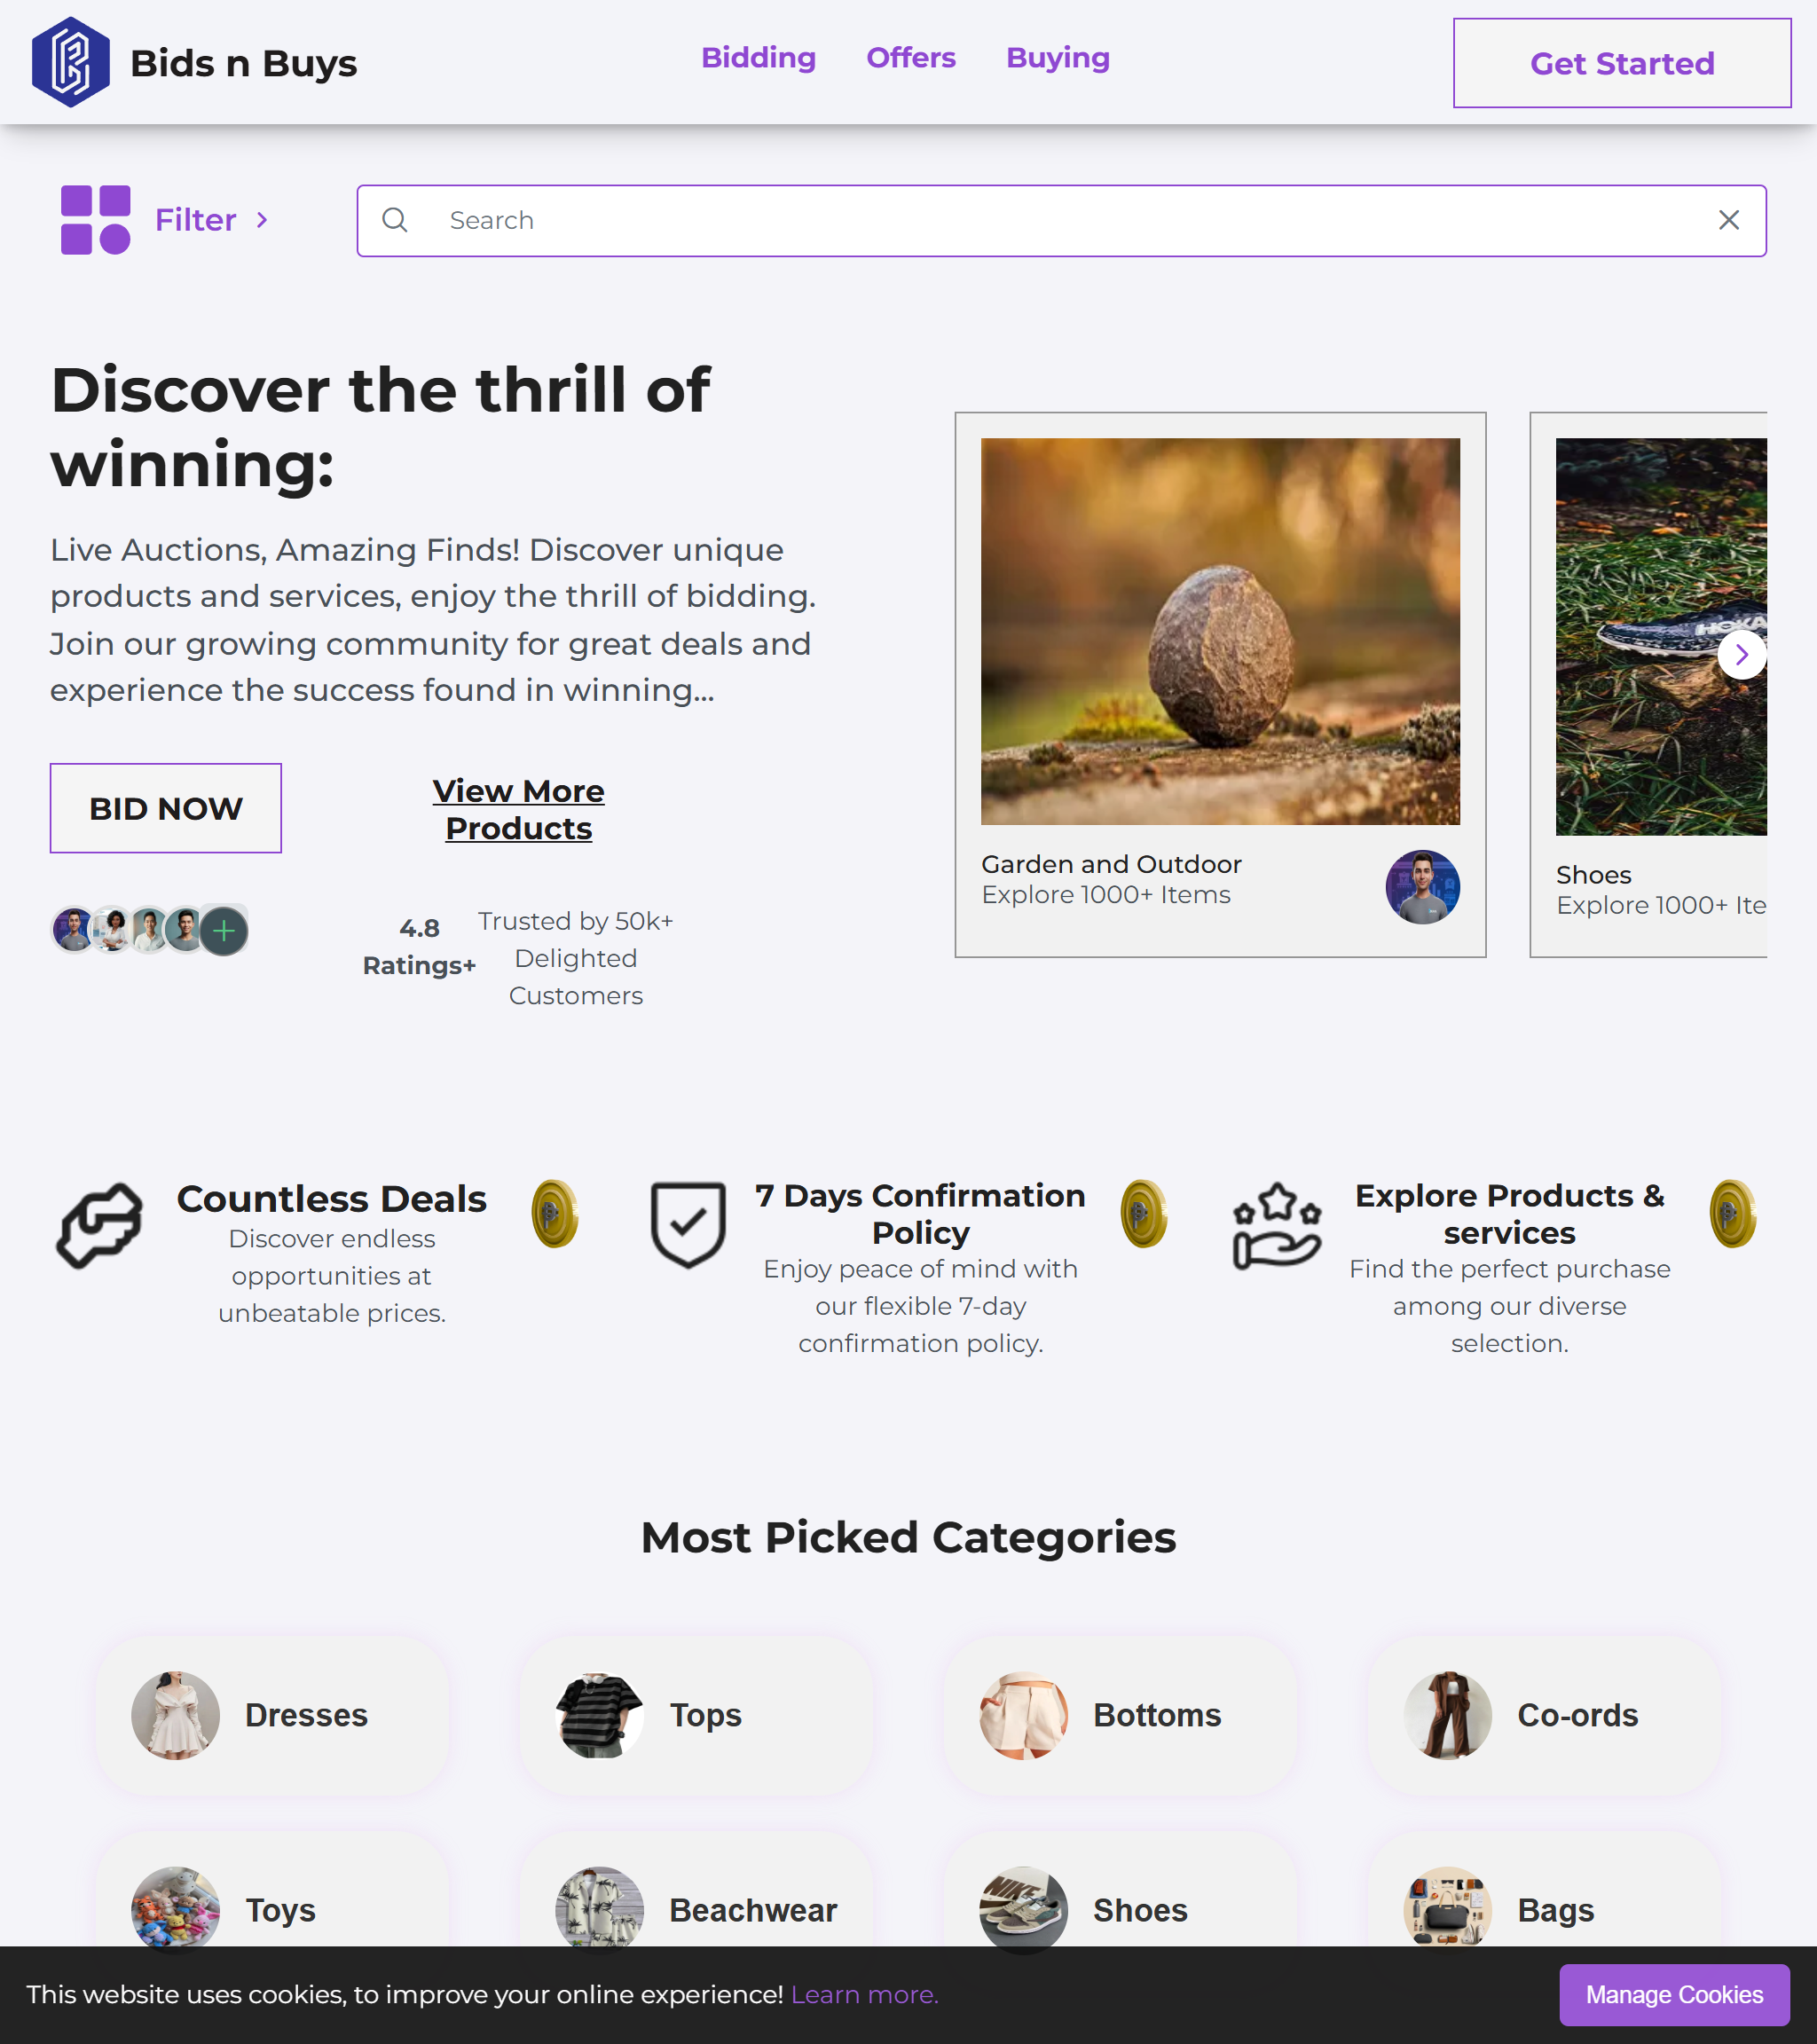 Bids n Buys
Bidding
Offers
Buying
Get Started
Filter
Search
Discover the thrill of
winning:
Live Auctions, Amazing Finds! Discover unique
products and services, enjoy the thrill of bidding.
Join our growing community for great deals and
experience the success found in winning...
BID NOW
View More
Products
4.8
Ratings+
Trusted by 50k+
Delighted
Customers
HOKA
Garden and Outdoor
Explore 1000+ Items
Shoes
Explore 1000+ Ite
Countless Deals
Discover endless
opportunities at
unbeatable prices.
7 Days Confirmation
Policy
Enjoy peace of mind with
our flexible 7-day
confirmation policy.
Explore Products &
services
Find the perfect purchase
among our diverse
selection.
Most Picked Categories
Dresses
Tops
Bottoms
Co-ords
Toys
Beachwear
NIKE
Shoes
Bags
This website uses cookies, to improve your online experience! Learn more.
Manage Cookies